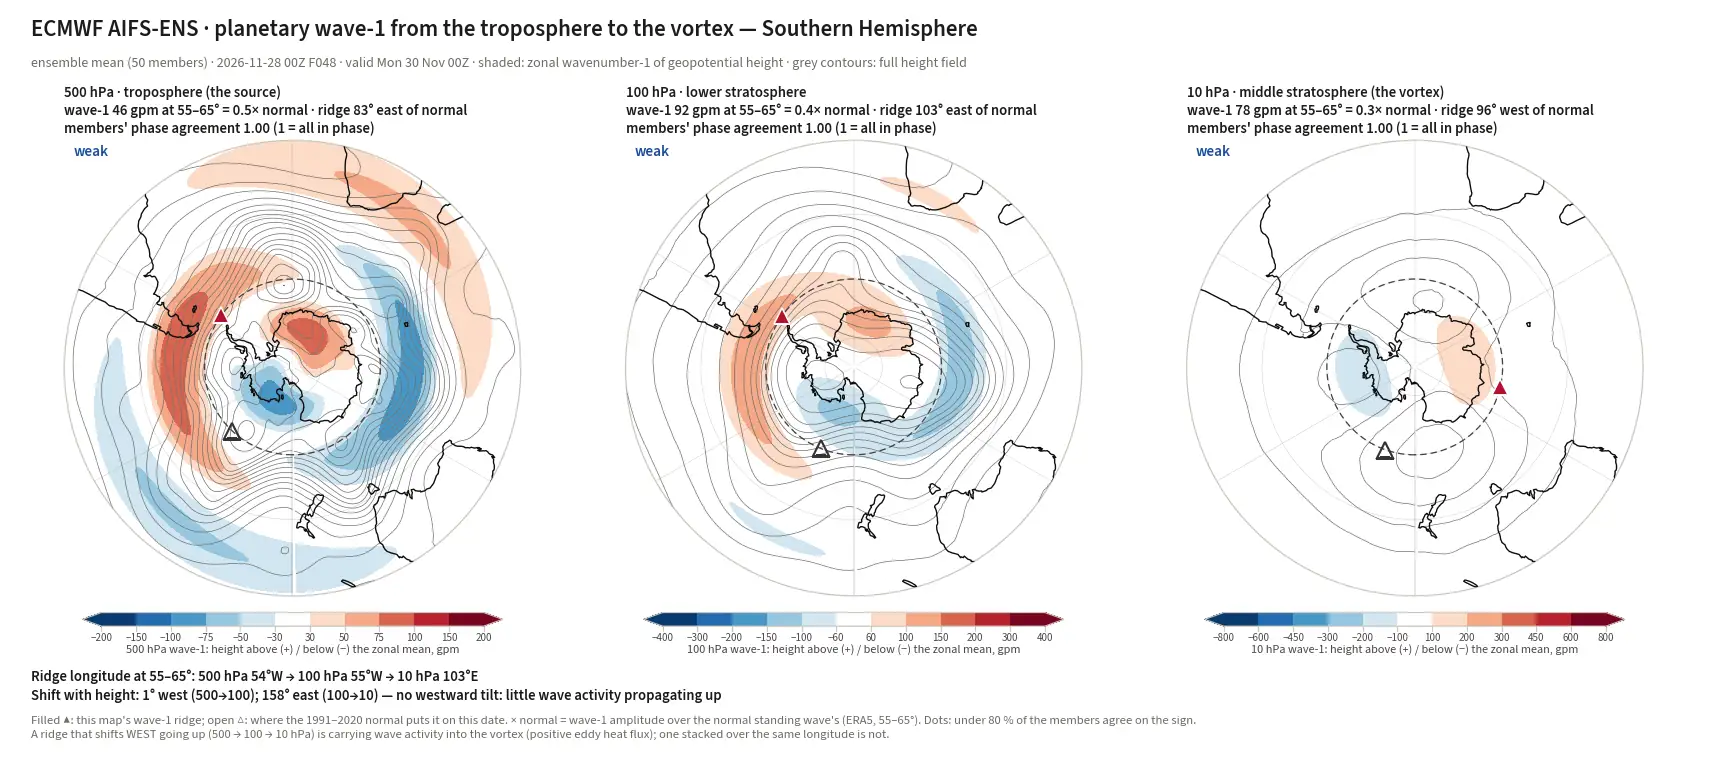 ECMWF AIFS-ENS · planetary wave-1 from the troposphere to the vortex — Southern Hemisphere
ensemble mean (50 members) · 2026-11-28 00Z F048 · valid Mon 30 Nov 00Z · shaded: zonal wavenumber-1 of geopotential height · grey contours: full height field
500 hPa · troposphere (the source)
wave-1 46 gpm at 55–65° = 0.5× normal · ridge 83° east of normal
members' phase agreement 1.00 (1 = all in phase)
weak
100 hPa · lower stratosphere
wave-1 92 gpm at 55–65° = 0.4× normal · ridge 103° east of normal
members' phase agreement 1.00 (1 = all in phase)
weak
10 hPa · middle stratosphere (the vortex)
wave-1 78 gpm at 55–65° = 0.3× normal · ridge 96° west of normal
members' phase agreement 1.00 (1 = all in phase)
weak
−200 −150 −100 −75 −50 −30 30 50 75 100 150 200
500 hPa wave-1: height above (+) / below (−) the zonal mean, gpm
−400 −300 −200 −150 −100 −60 60 100 150 200 300 400
100 hPa wave-1: height above (+) / below (−) the zonal mean, gpm
−800 −600 −450 −300 −200 −100 100 200 300 450 600 800
10 hPa wave-1: height above (+) / below (−) the zonal mean, gpm
Ridge longitude at 55–65°: 500 hPa 54°W → 100 hPa 55°W → 10 hPa 103°E
Shift with height: 1° west (500→100); 158° east (100→10) — no westward tilt: little wave activity propagating up
Filled ▲: this map's wave-1 ridge; open △: where the 1991–2020 normal puts it on this date. × normal = wave-1 amplitude over the normal standing wave's (ERA5, 55–65°). Dots: under 80 % of the members agree on the sign.
A ridge that shifts WEST going up (500 → 100 → 10 hPa) is carrying wave activity into the vortex (positive eddy heat flux); one stacked over the same longitude is not.